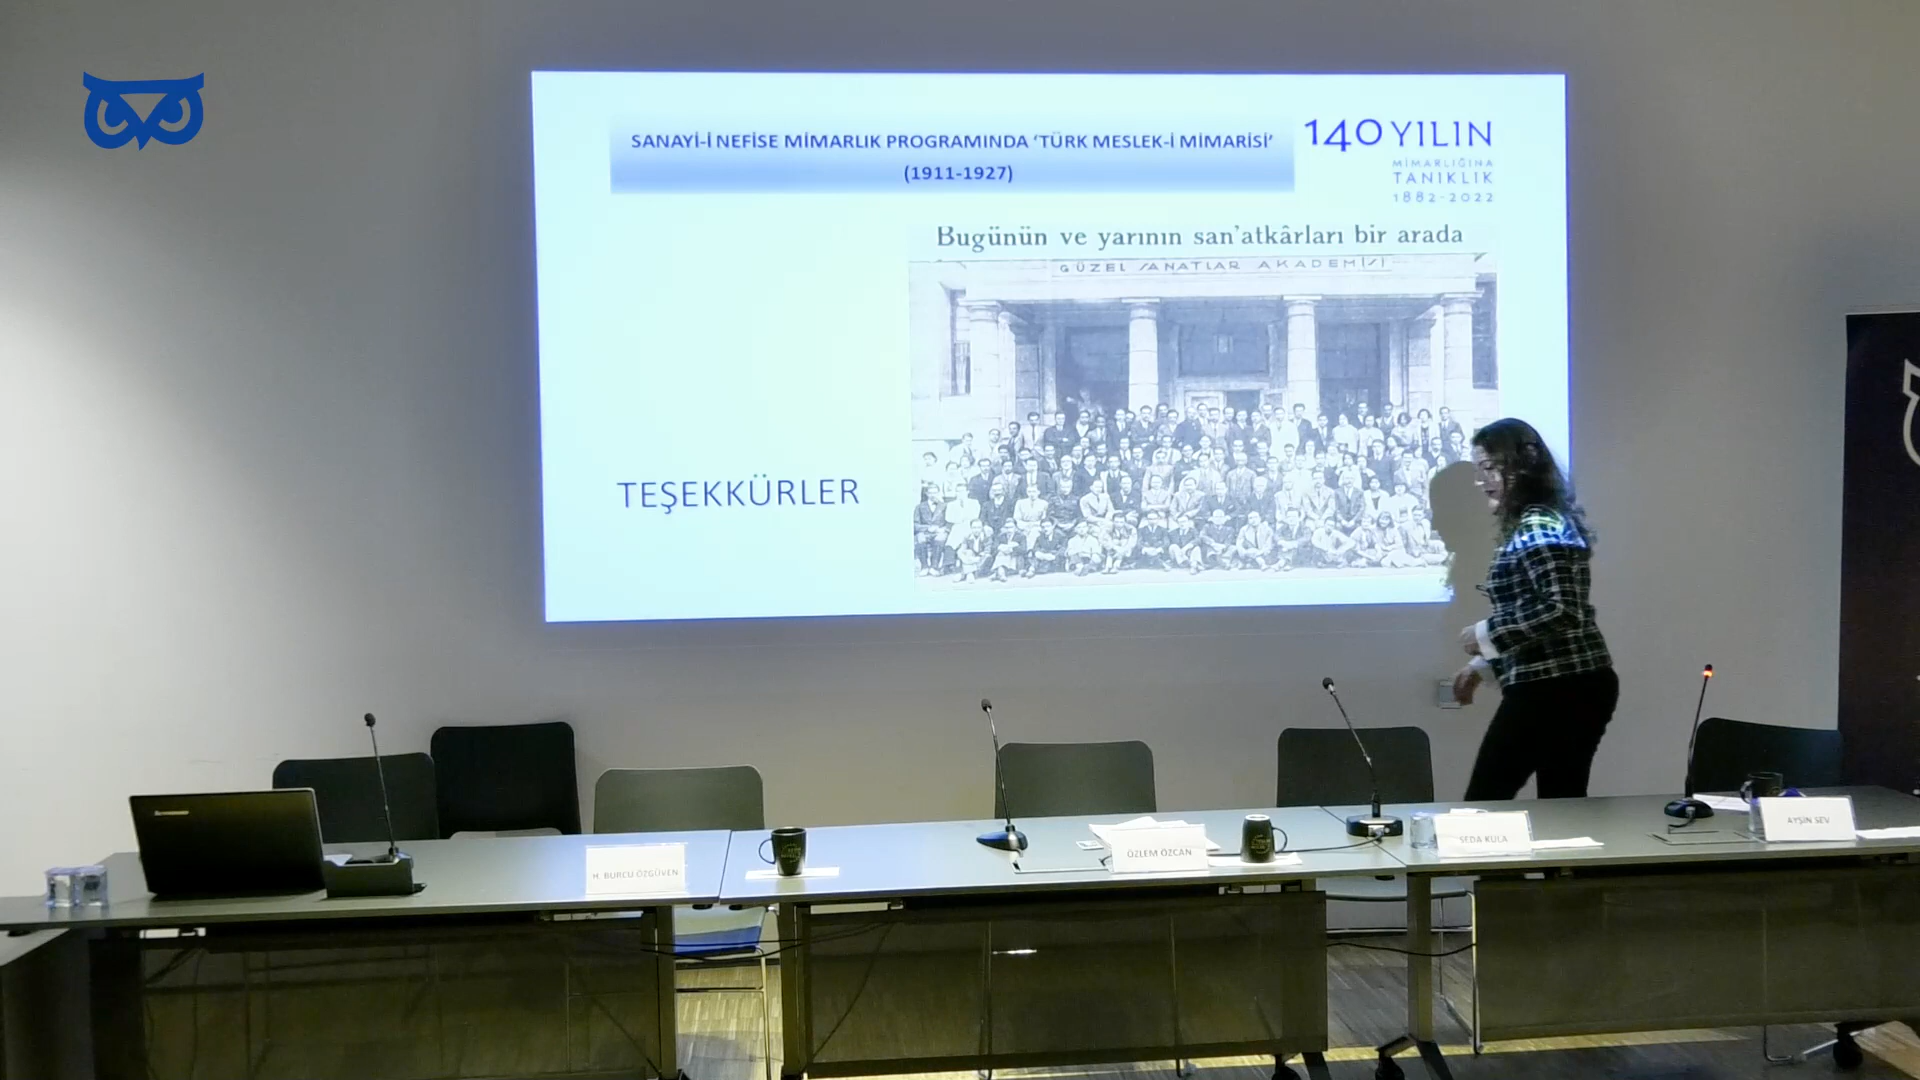 SANAYİ-İ NEFİSE MİMARLIK PROGRAMINDA ‘TÜRK MESLEK-İ MİMARİSİ’
(1911-1927)
140 YILIN
MİMARLIĞINA
TANIKLIK
1882-2022
Bugünün ve yarının san'atkârları bir arada
GÜZEL SANATLAR AKADEMİSİ
TEŞEKKÜRLER
H. BURCU ÖZGÜVEN
ÖZLEM ÖZCAN
SEDA KULA
AYŞİN SEV